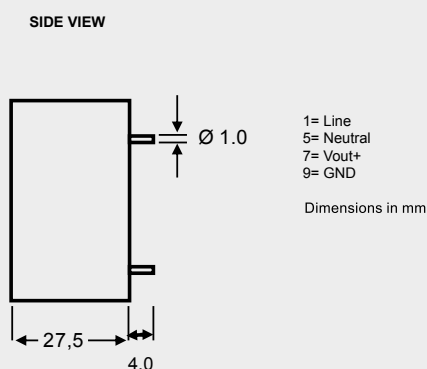 SIDE VIEW
Ø 1.0
1= Line
5= Neutral
7= Vout+
9= GND
Dimensions in mm
27,5
4.0